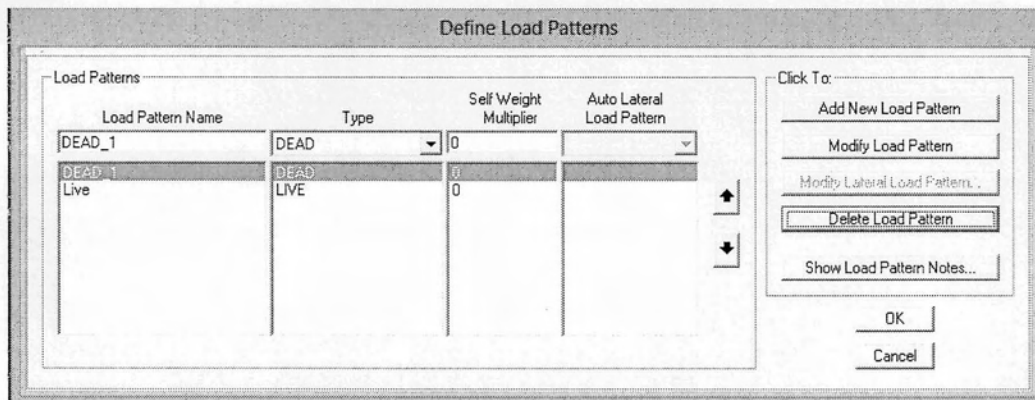 Define Load Patterns
Load Patterns
Click To:
Load Pattern Name Type Self Weight Multiplier Auto Lateral Load Pattern
DEAD_1 DEAD 0
DEAD_1 DEAD 0
Live LIVE 0
Add New Load Pattern
Modify Load Pattern
Modify Lateral Load Pattern...
Delete Load Pattern
Show Load Pattern Notes...
OK
Cancel